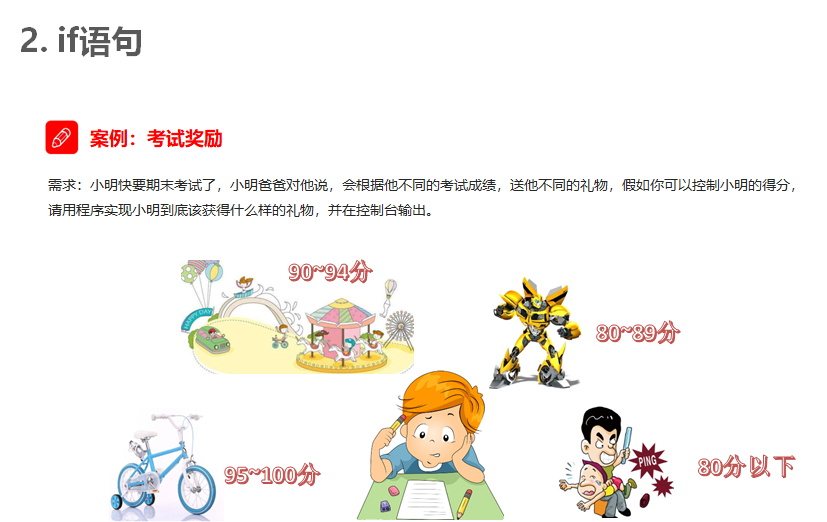 2. if语句
案例：考试奖励
需求：小明快要期末考试了，小明爸爸对他说，会根据他不同的考试成绩，送他不同的礼物，假如你可以控制小明的得分，
请用程序实现小明到底该获得什么样的礼物，并在控制台输出。
90~94分
HAPPY DAY
80~89分
95~100分
PING
80分以下